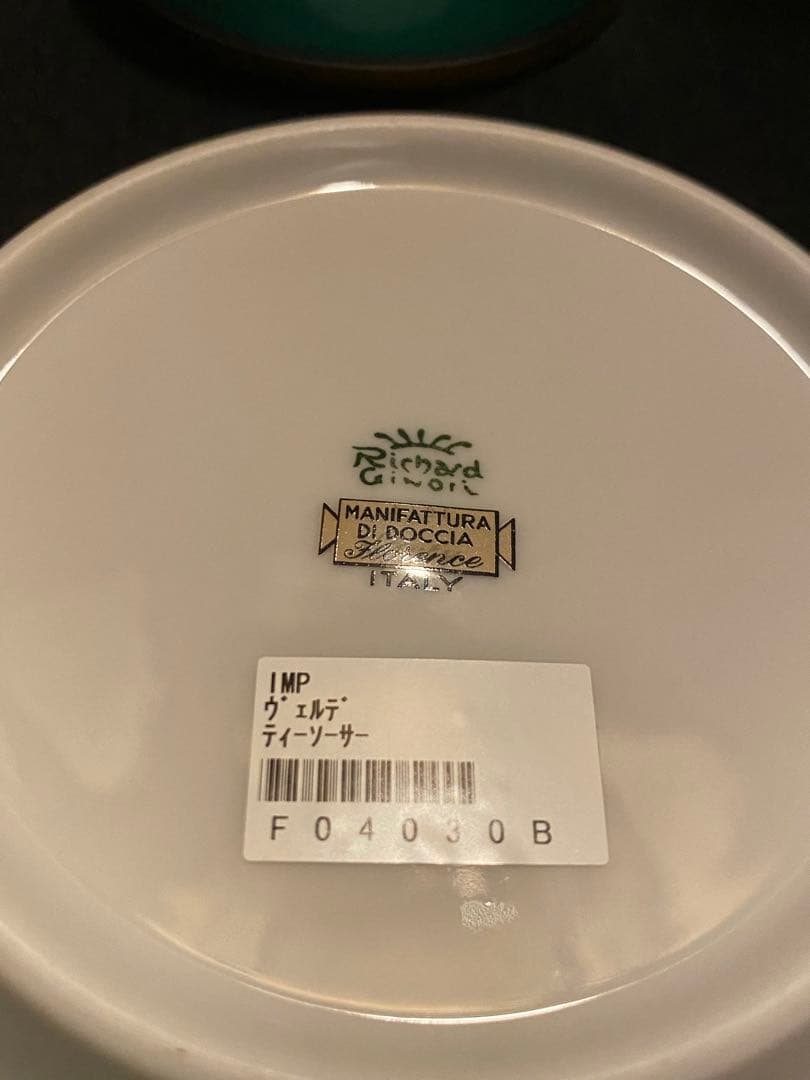 Richard
Ginori
MANIFATTURA
DI DOCCIA
Florence
ITALY
IMP
ヴェルデ
ティーソーサー
F04030B